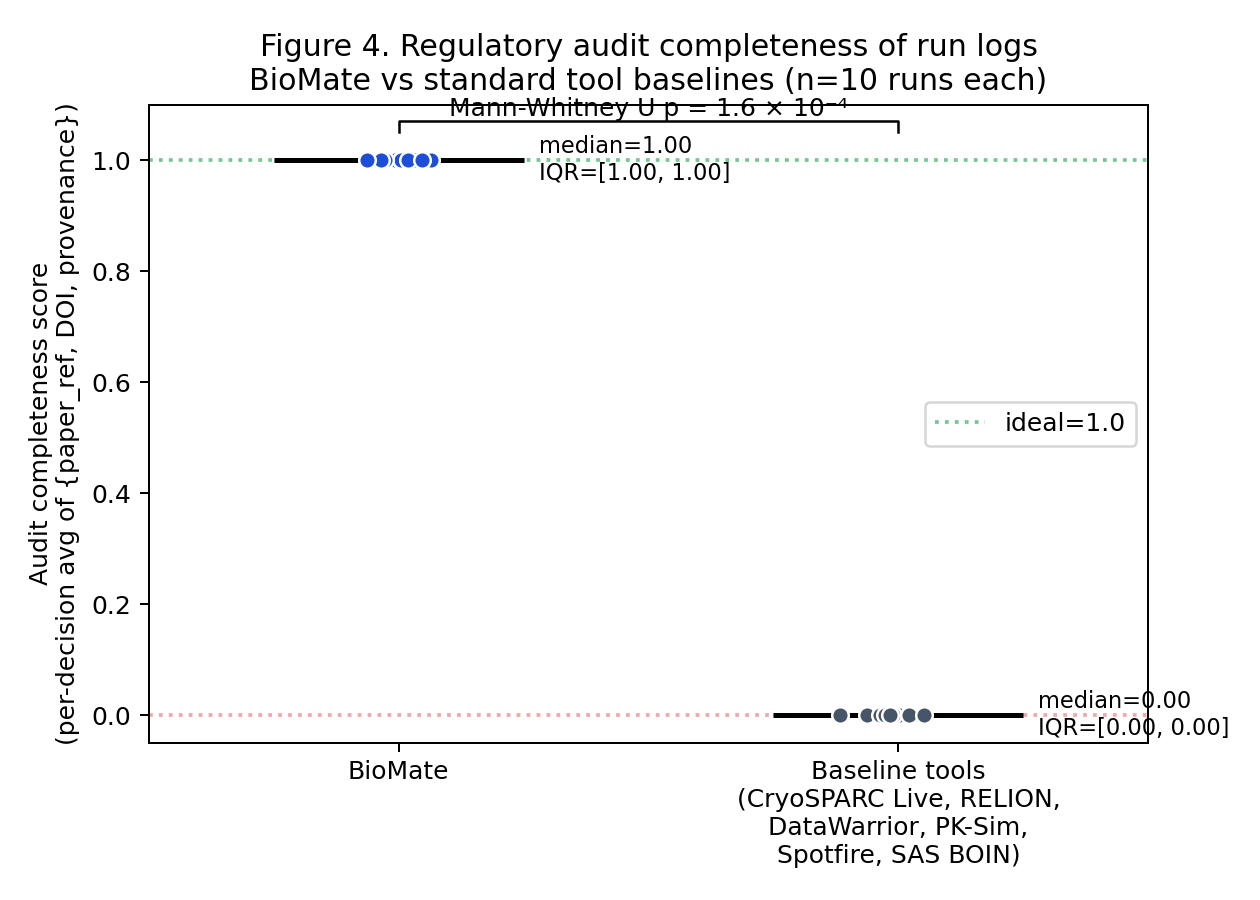 Figure 4. Regulatory audit completeness of run logs
BioMate vs standard tool baselines (n=10 runs each)
Mann-Whitney U p = 1.6 × 10⁻⁴
median=1.00
IQR=[1.00, 1.00]
Audit completeness score
(per-decision avg of {paper_ref, DOI, provenance})
1.0
0.8
0.6
0.4
0.2
0.0
ideal=1.0
median=0.00
IQR=[0.00, 0.00]
BioMate
Baseline tools
(CryoSPARC Live, RELION,
DataWarrior, PK-Sim,
Spotfire, SAS BOIN)